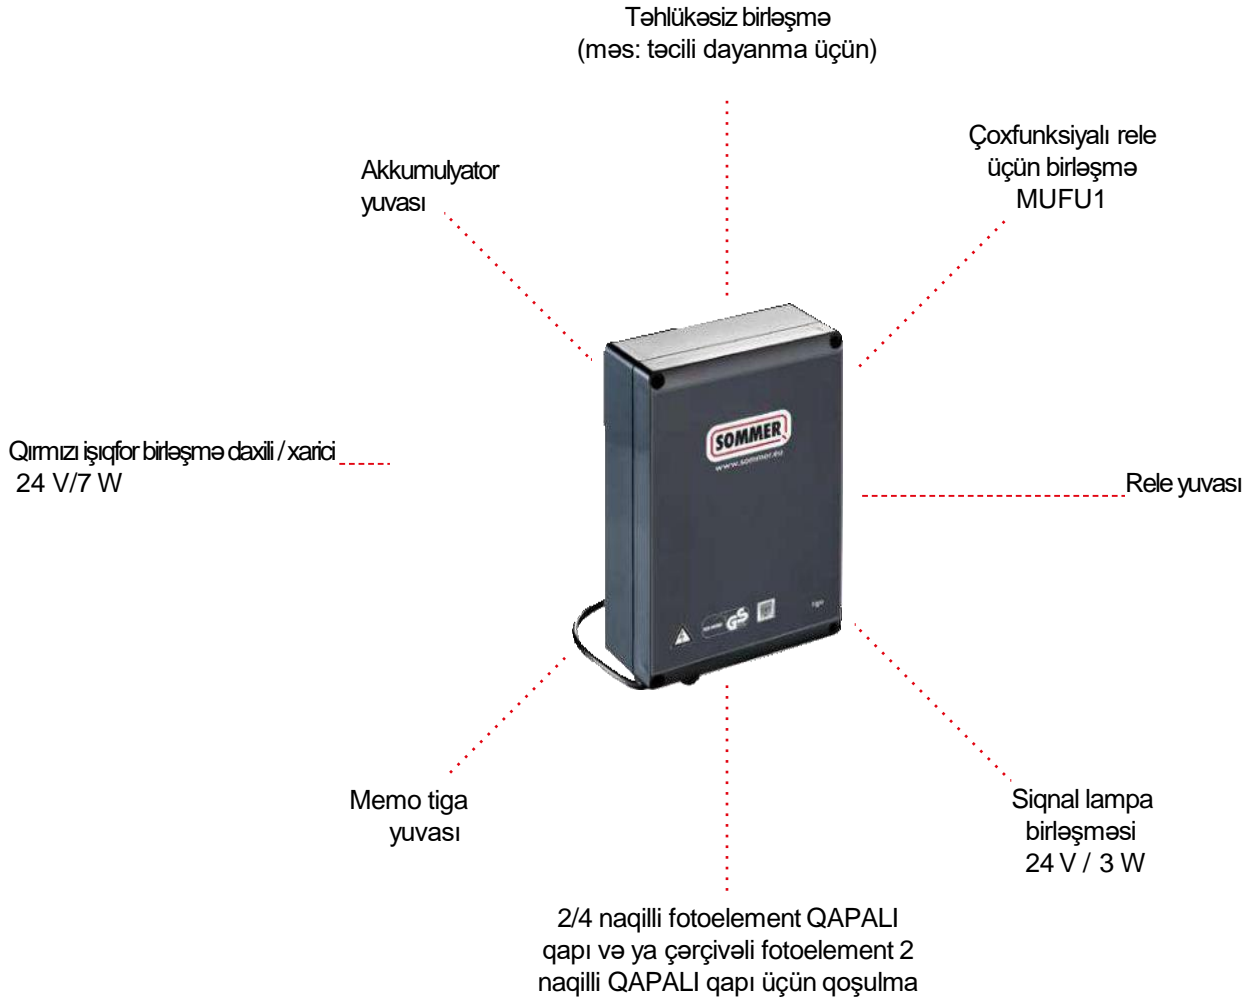 Təhlükəsiz birləşmə
(məs: təcili dayanma üçün)
Çoxfunksiyalı rele
üçün birləşmə
MUFU1
Akkumulyator
yuvası
SOMMER
www.sommer.eu
Qırmızı işıqfor birləşmə daxili / xarici
24 V/7 W
Rele yuvası
GS
Memo tiga
yuvası
Siqnal lampa
birləşməsi
24 V / 3 W
2/4 naqilli fotoelement QAPALI
qapı və ya çərçivəli fotoelement 2
naqilli QAPALI qapı üçün qoşulma